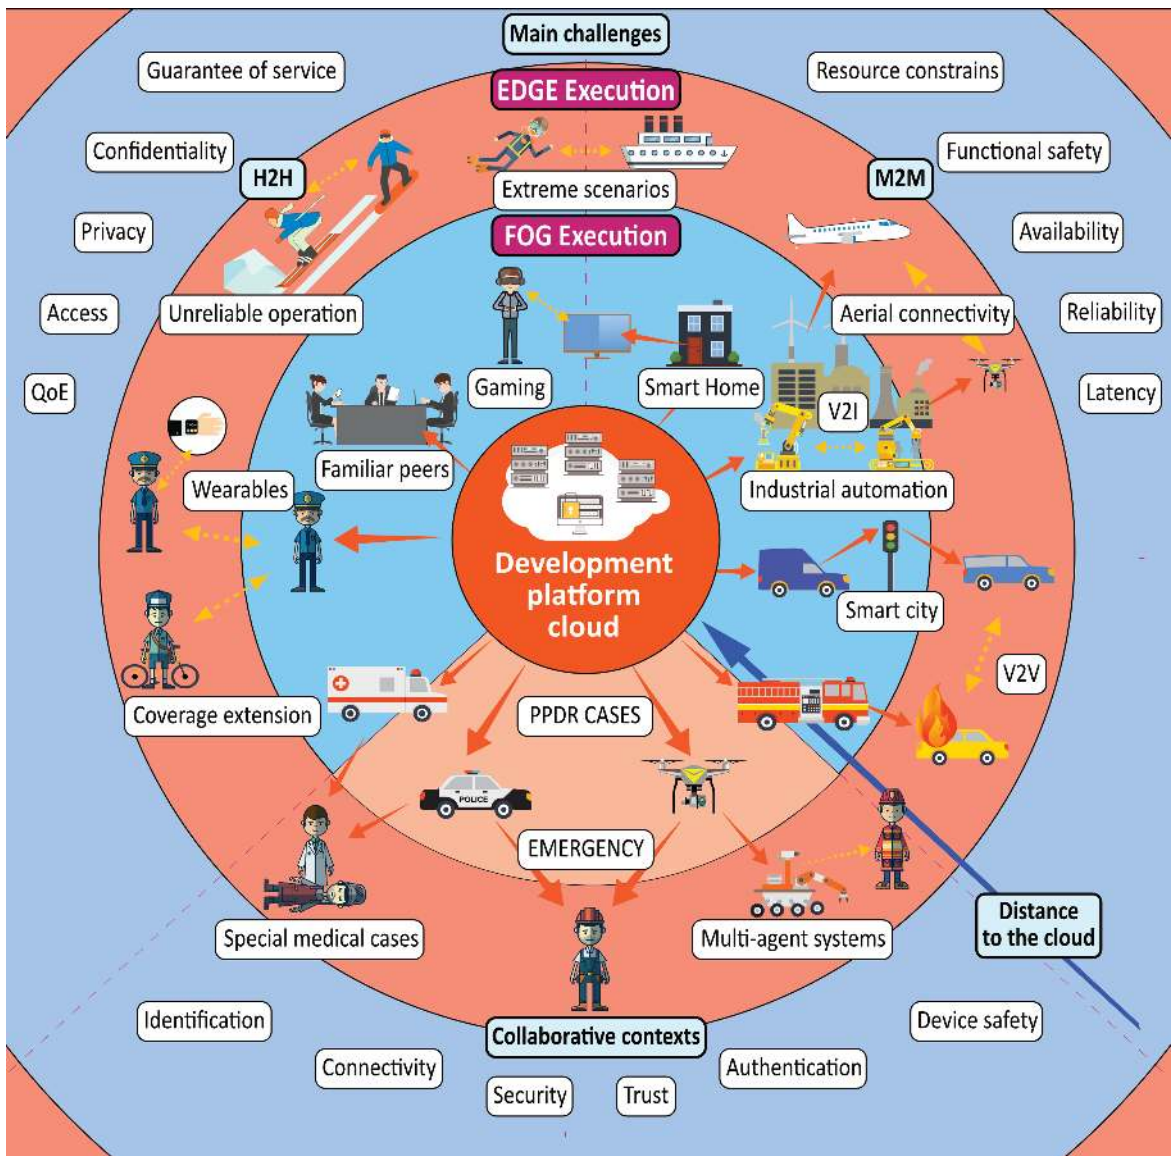 Main challenges
Guarantee of service
Resource constrains
EDGE Execution
Confidentiality
Functional safety
H2H
M2M
Extreme scenarios
Privacy
FOG Execution
Availability
Access
Unreliable operation
Aerial connectivity
Reliability
QoE
Gaming
Smart Home
Latency
V2I
Familiar peers
Wearables
Industrial automation
Development
platform
cloud
Smart city
V2V
Coverage extension
PPDR CASES
POLICE
EMERGENCY
Special medical cases
Multi-agent systems
Distance
to the cloud
Identification
Device safety
Collaborative contexts
Connectivity
Authentication
Security
Trust